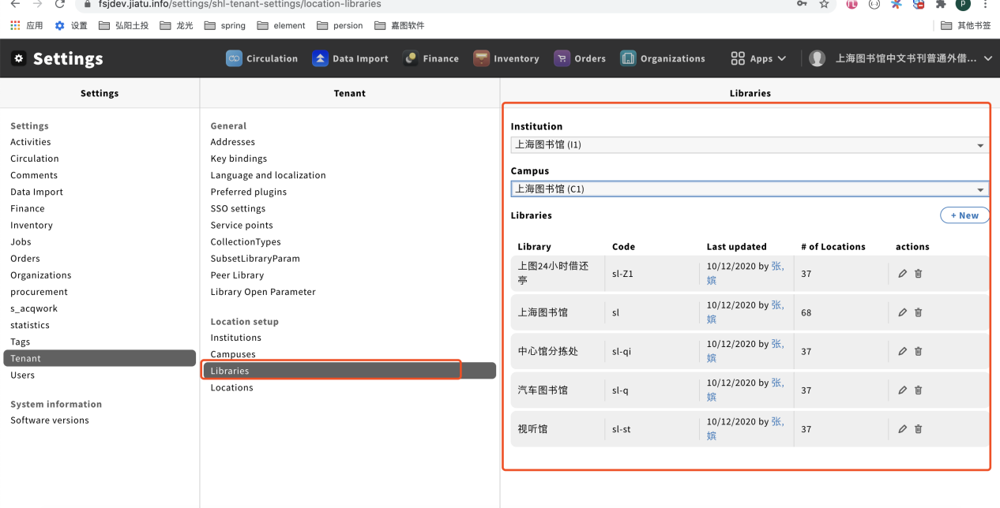 fsjdev.jiatu.info/settings/shl-tenant-settings/location-libraries
P
应用 设置 弘阳土投 龙光 spring element persion 嘉图软件 其他书签
Settings Circulation Data Import Finance Inventory Orders Organizations Apps 上海图书馆中文书刊普通外借...
Settings
Settings
Activities
Circulation
Comments
Data Import
Finance
Inventory
Jobs
Orders
Organizations
procurement
s_acqwork
statistics
Tags
Tenant
Users
System information
Software versions
Tenant
General
Addresses
Key bindings
Language and localization
Preferred plugins
SSO settings
Service points
CollectionTypes
SubsetLibraryParam
Peer Library
Library Open Parameter
Location setup
Institutions
Campuses
Libraries
Locations
Libraries
Institution
上海图书馆 (I1)
Campus
上海图书馆 (C1)
Libraries + New
Library Code Last updated # of Locations actions
上图24小时借还亭 sl-Z1 10/12/2020 by 张, 嫔 37
上海图书馆 sl 10/12/2020 by 张, 嫔 68
中心馆分拣处 sl-qi 10/12/2020 by 张, 嫔 37
汽车图书馆 sl-q 10/12/2020 by 张, 嫔 37
视听馆 sl-st 10/12/2020 by 张, 嫔 37